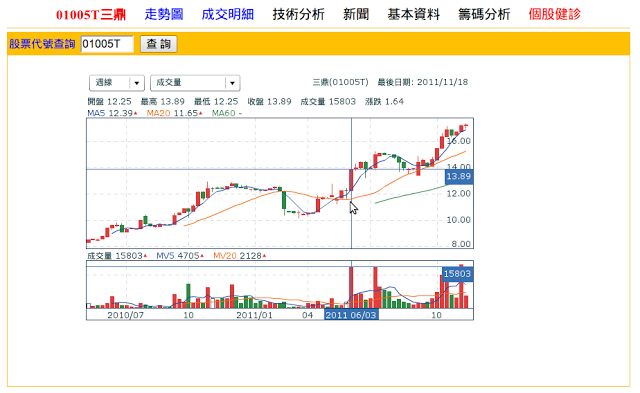 01005T三鼎 走勢圖 成交明細 技術分析 新聞 基本資料 籌碼分析 個股健診
股票代號查詢 01005T 查 詢
週線 成交量 三鼎(01005T) 最後日期: 2011/11/18
開盤 12.25 最高 13.89 最低 12.25 收盤 13.89 成交量 15803 漲跌 1.64
MA5 12.39 MA20 11.65 MA60 -
16.00
14.00
13.89
12.00
10.00
8.00
成交量 15803 MV5 4705 MV20 2128
15803
2010/07 10 2011/01 04 2011 06/03 10